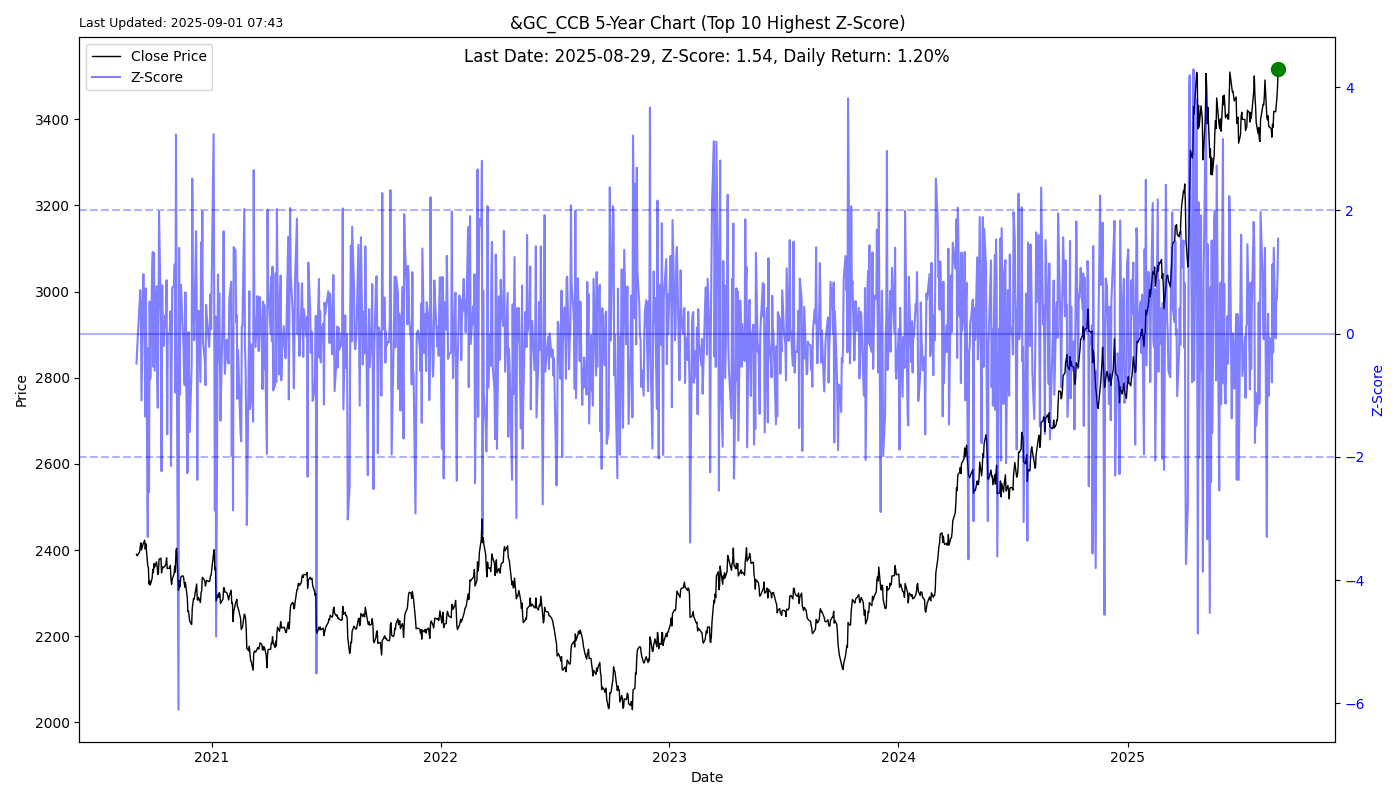 Last Updated: 2025-09-01 07:43
&GC_CCB 5-Year Chart (Top 10 Highest Z-Score)
Last Date: 2025-08-29, Z-Score: 1.54, Daily Return: 1.20%
Close Price
Z-Score
3400
3200
3000
2800
2600
2400
2200
2000
Price
4
2
0
−2
−4
−6
Z-Score
2021
2022
2023
2024
2025
Date